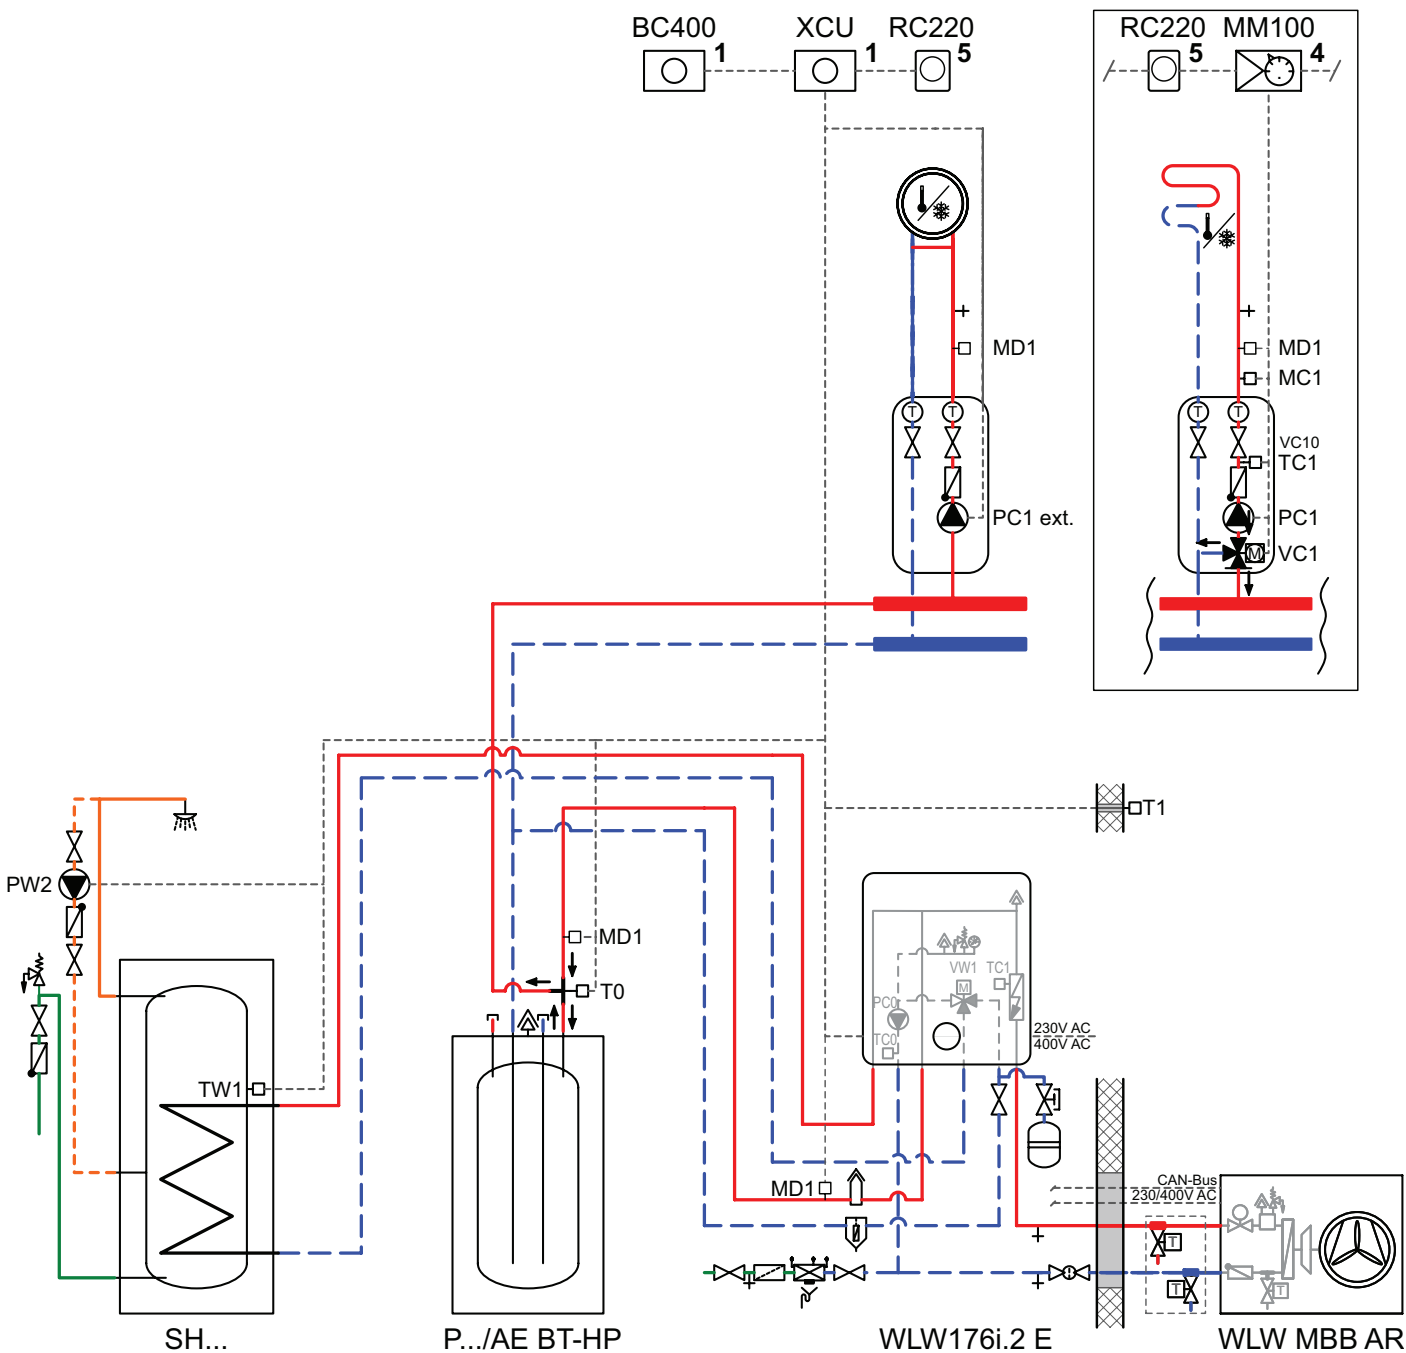 BC400 XCU RC220 RC220 MM100
1 1 5 5 4
MD1 MD1
MC1
T T T T
VC10
TC1
PC1 ext. PC1
M VC1
T1
PW2
MD1
VW1 TC1
M
T0
PC0
TC0
230V AC
400V AC
TW1
MD1
CAN-Bus
230/400V AC
T
T T
SH... P.../AE BT-HP WLW176i.2 E WLW MBB AR